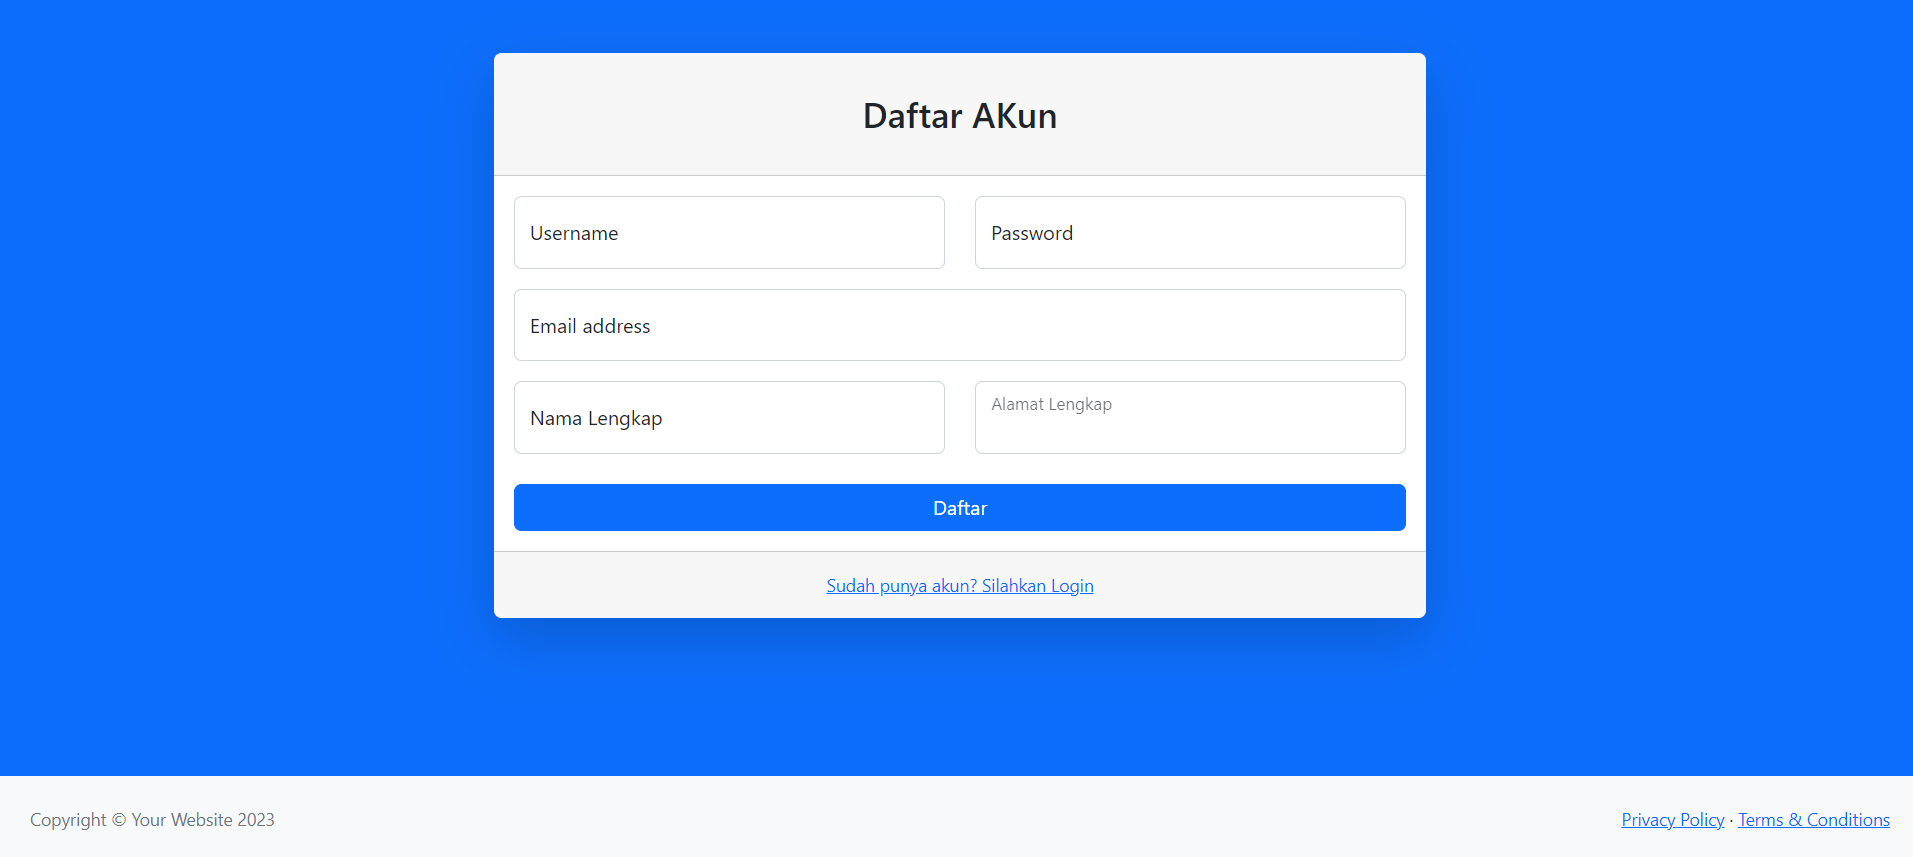 Daftar AKun
Username
Password
Email address
Nama Lengkap
Alamat Lengkap
Daftar
Sudah punya akun? Silahkan Login
Copyright © Your Website 2023
Privacy Policy · Terms & Conditions